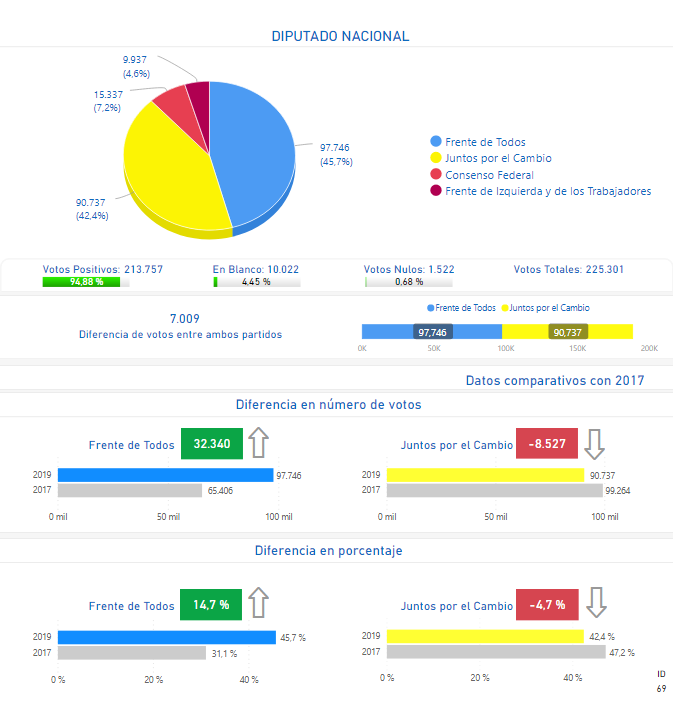 DIPUTADO NACIONAL
9.937
(4,6%)
15.337
(7,2%)
97.746
(45,7%)
90.737
(42,4%)
Frente de Todos
Juntos por el Cambio
Consenso Federal
Frente de Izquierda y de los Trabajadores
Votos Positivos: 213.757
94,88 %
En Blanco: 10.022
4,45 %
Votos Nulos: 1.522
0,68 %
Votos Totales: 225.301
7.009
Diferencia de votos entre ambos partidos
Frente de Todos Juntos por el Cambio
97,746 90,737
0K 50K 100K 150K 200K
Datos comparativos con 2017
Diferencia en número de votos
Frente de Todos 32.340
2019 97.746
2017 65.406
0 mil 50 mil 100 mil
Juntos por el Cambio -8.527
2019 90.737
2017 99.264
0 mil 50 mil 100 mil
Diferencia en porcentaje
Frente de Todos 14,7 %
2019 45,7 %
2017 31,1 %
0 % 20 % 40 %
Juntos por el Cambio -4,7 %
2019 42,4 %
2017 47,2 %
0 % 20 % 40 %
ID
69